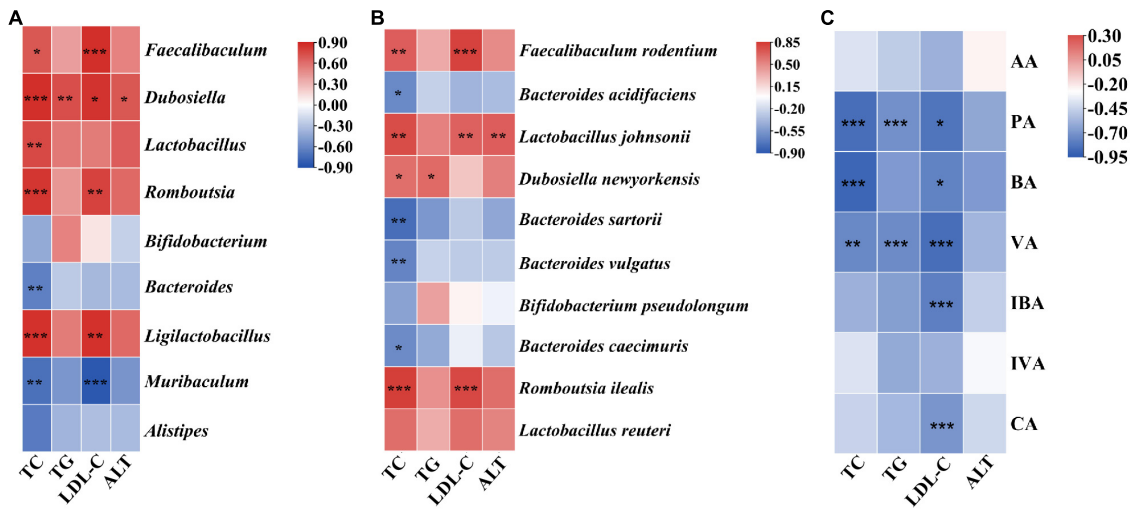 A
* *** Faecalibaculum
*** ** * * Dubosiella
** Lactobacillus
*** ** Romboutsia
Bifidobacterium
** Bacteroides
*** ** Ligilactobacillus
** *** Muribaculum
Alistipes
TC TG LDL-C ALT
0.90
0.60
0.30
0.00
-0.30
-0.60
-0.90
B
** *** Faecalibaculum rodentium
* Bacteroides acidifaciens
** ** ** Lactobacillus johnsonii
* * Dubosiella newyorkensis
** Bacteroides sartorii
** Bacteroides vulgatus
Bifidobacterium pseudolongum
* Bacteroides caecimuris
*** *** Romboutsia ilealis
Lactobacillus reuteri
TC TG LDL-C ALT
0.85
0.50
0.15
-0.20
-0.55
-0.90
C
AA
*** *** * PA
*** * BA
** *** *** VA
*** IBA
IVA
*** CA
TC TG LDL-C ALT
0.30
0.05
-0.20
-0.45
-0.70
-0.95